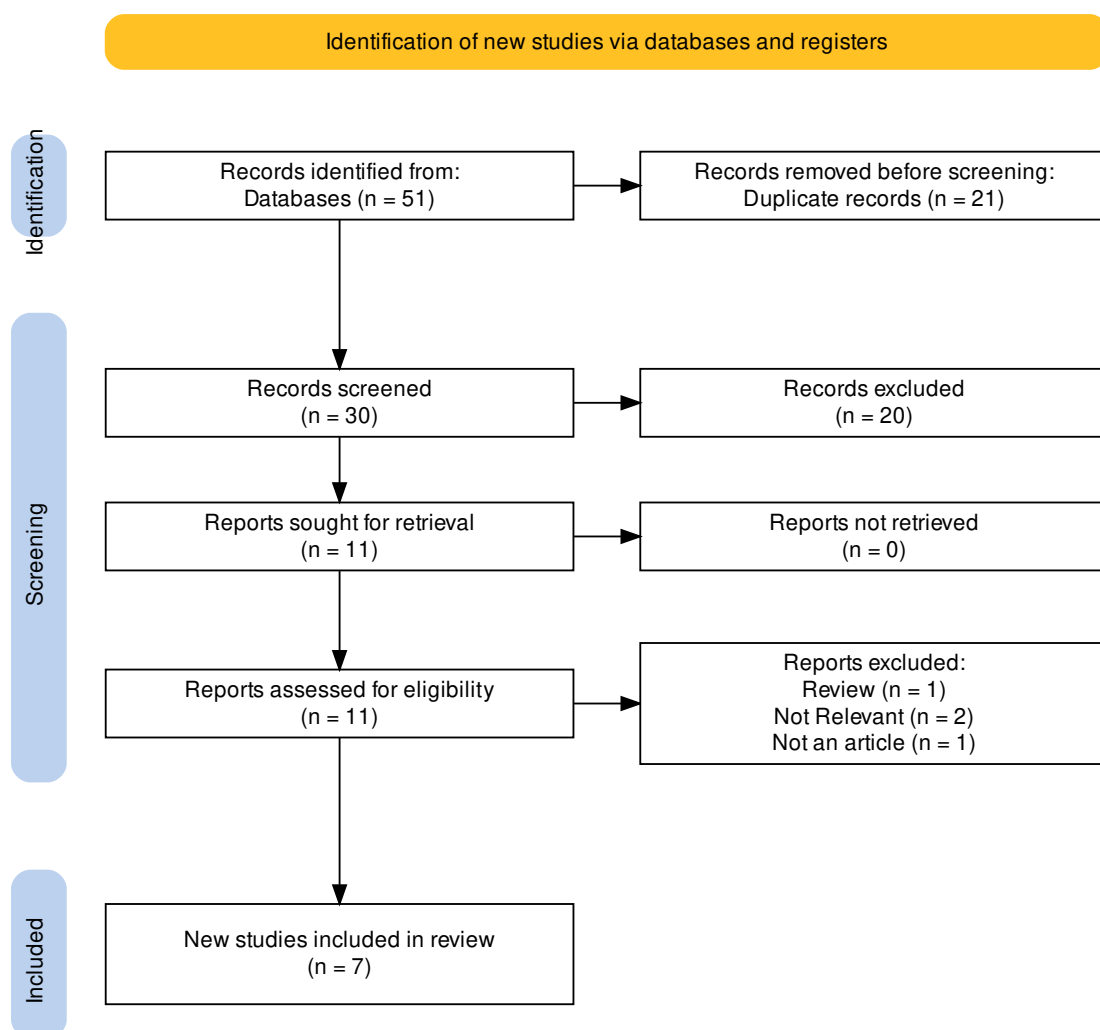 Identification of new studies via databases and registers
Identification
Records identified from:
Databases (n = 51)
Records removed before screening:
Duplicate records (n = 21)
Screening
Records screened
(n = 30)
Records excluded
(n = 20)
Reports sought for retrieval
(n = 11)
Reports not retrieved
(n = 0)
Reports assessed for eligibility
(n = 11)
Reports excluded:
Review (n = 1)
Not Relevant (n = 2)
Not an article (n = 1)
Included
New studies included in review
(n = 7)